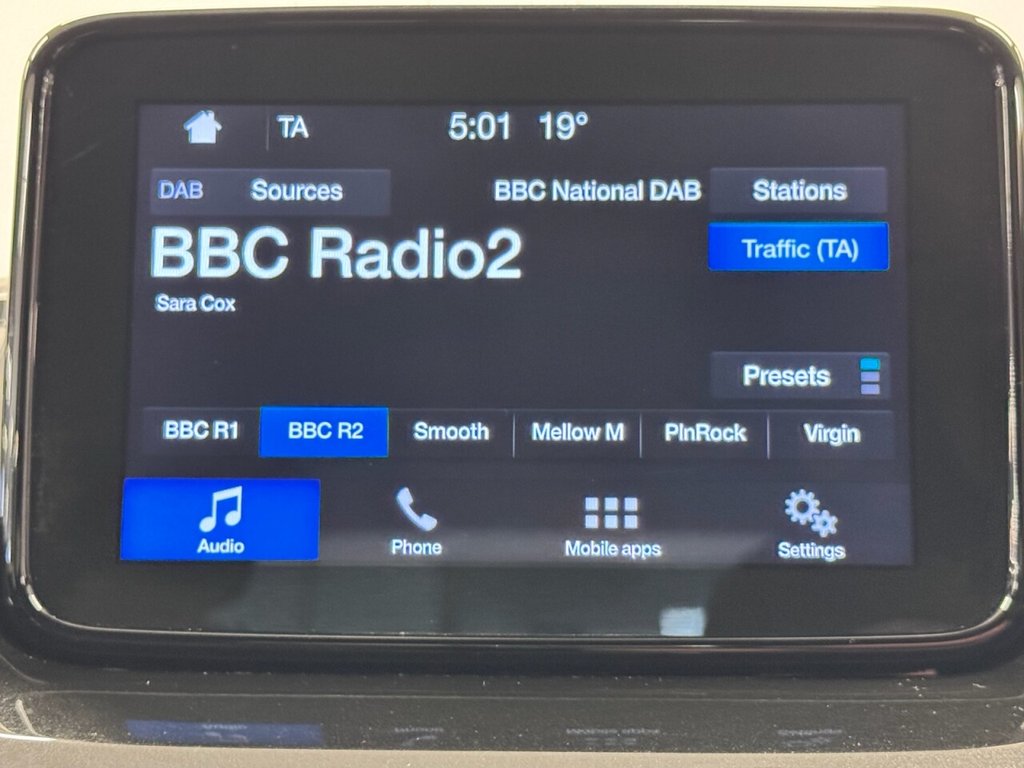 TA 5:01 19°
DAB Sources BBC National DAB Stations
BBC Radio2 Traffic (TA)
Sara Cox
Presets
BBC R1 BBC R2 Smooth Mellow M PlnRock Virgin
Audio Phone Mobile apps Settings